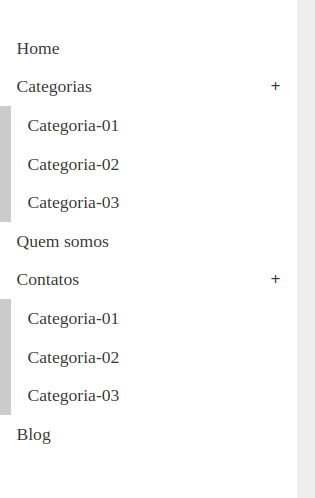 Home
Categorias +
Categoria-01
Categoria-02
Categoria-03
Quem somos
Contatos +
Categoria-01
Categoria-02
Categoria-03
Blog